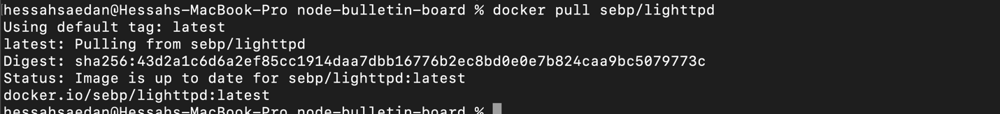 hessahsaedan@Hessahs-MacBook-Pro node-bulletin-board % docker pull sebp/lighttpd
Using default tag: latest
latest: Pulling from sebp/lighttpd
Digest: sha256:43d2a1c6d6a2ef85cc1914daa7dbb16776b2ec8bd0e0e7b824caa9bc5079773c
Status: Image is up to date for sebp/lighttpd:latest
docker.io/sebp/lighttpd:latest
hessahsaedan@Hessahs-MacBook-Pro node-bulletin-board %